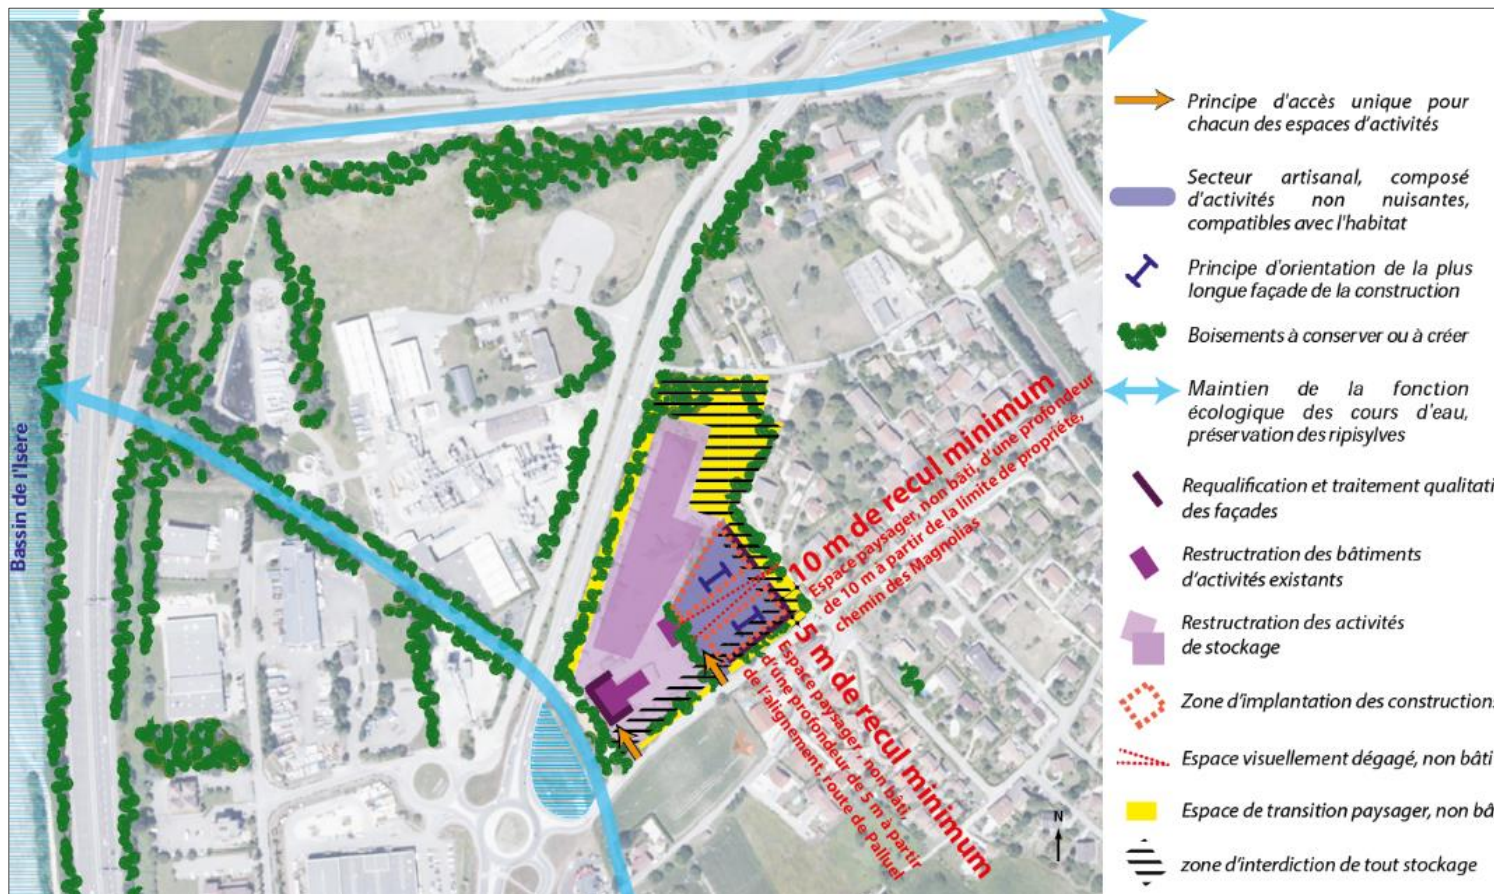 Bassin de l'Isère
10 m de recul minimum
Espace paysager, non bâti, d'une profondeur
de 10 m à partir de la limite de propriété,
chemin des Magnolias
5 m de recul minimum
Espace paysager, non bâti,
d'une profondeur de 5 m à partir
de l'alignement, route de Palluel
N
Principe d'accès unique pour
chacun des espaces d'activités
Secteur artisanal, composé
d'activités non nuisantes,
compatibles avec l'habitat
Principe d'orientation de la plus
longue façade de la construction
Boisements à conserver ou à créer
Maintien de la fonction
écologique des cours d'eau,
préservation des ripisylves
Requalification et traitement qualitati
des façades
Restructration des bâtiments
d'activités existants
Restructration des activités
de stockage
Zone d'implantation des constructions
Espace visuellement dégagé, non bâti
Espace de transition paysager, non bâ
zone d'interdiction de tout stockage